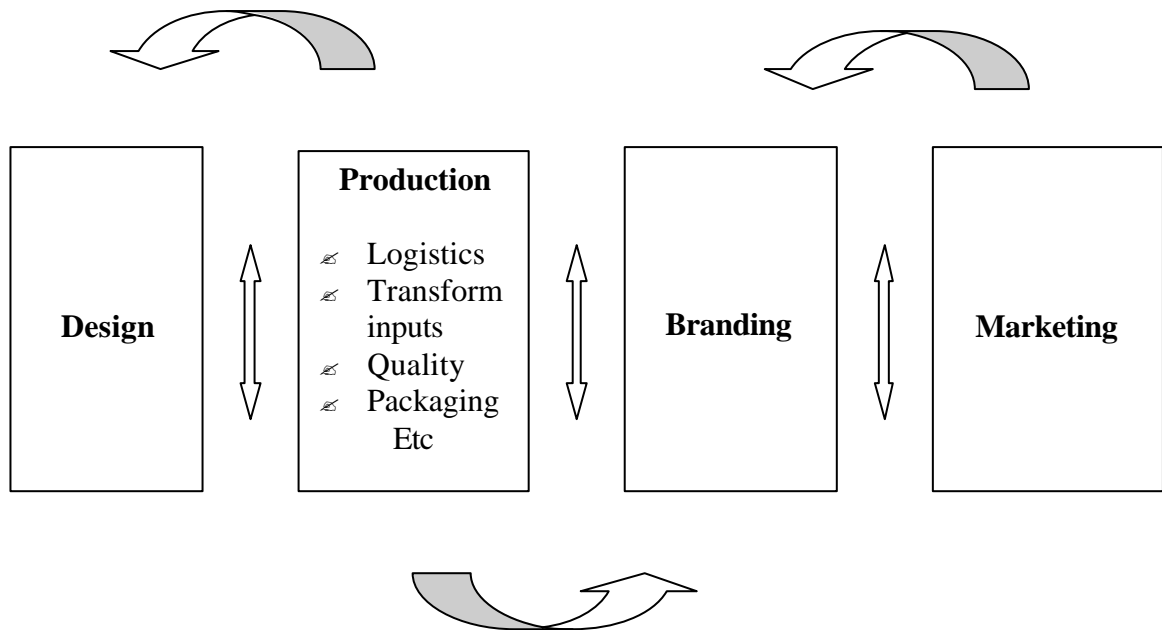 Design
Production
Logistics
Transform
inputs
Quality
Packaging
Etc
Branding
Marketing